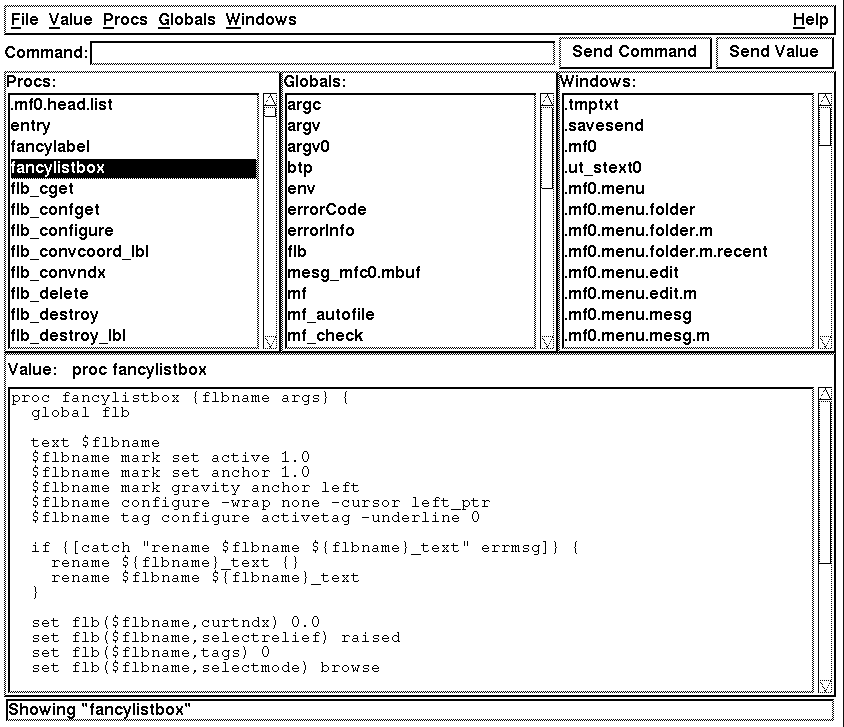 File Value Procs Globals Windows Help
Command: Send Command Send Value
Procs:
.mf0.head.list
entry
fancylabel
fancylistbox
flb_cget
flb_confget
flb_configure
flb_convcoord_lbl
flb_convndx
flb_delete
flb_destroy
flb_destroy_lbl
Globals:
argc
argv
argv0
btp
env
errorCode
errorInfo
flb
mesg_mfc0.mbuf
mf
mf_autofile
mf_check
Windows:
.tmptxt
.savesend
.mf0
.ut_stext0
.mf0.menu
.mf0.menu.folder
.mf0.menu.folder.m
.mf0.menu.folder.m.recent
.mf0.menu.edit
.mf0.menu.edit.m
.mf0.menu.mesg
.mf0.menu.mesg.m
Value: proc fancylistbox
proc fancylistbox {flbname args} {
  global flb
  text $flbname
  $flbname mark set active 1.0
  $flbname mark set anchor 1.0
  $flbname mark gravity anchor left
  $flbname configure -wrap none -cursor left_ptr
  $flbname tag configure activetag -underline 0
  if {[catch "rename $flbname ${flbname}_text" errmsg]} {
    rename ${flbname}_text {}
    rename $flbname ${flbname}_text
  }
  set flb($flbname,curtndx) 0.0
  set flb($flbname,selectrelief) raised
  set flb($flbname,tags) 0
  set flb($flbname,selectmode) browse
Showing "fancylistbox"